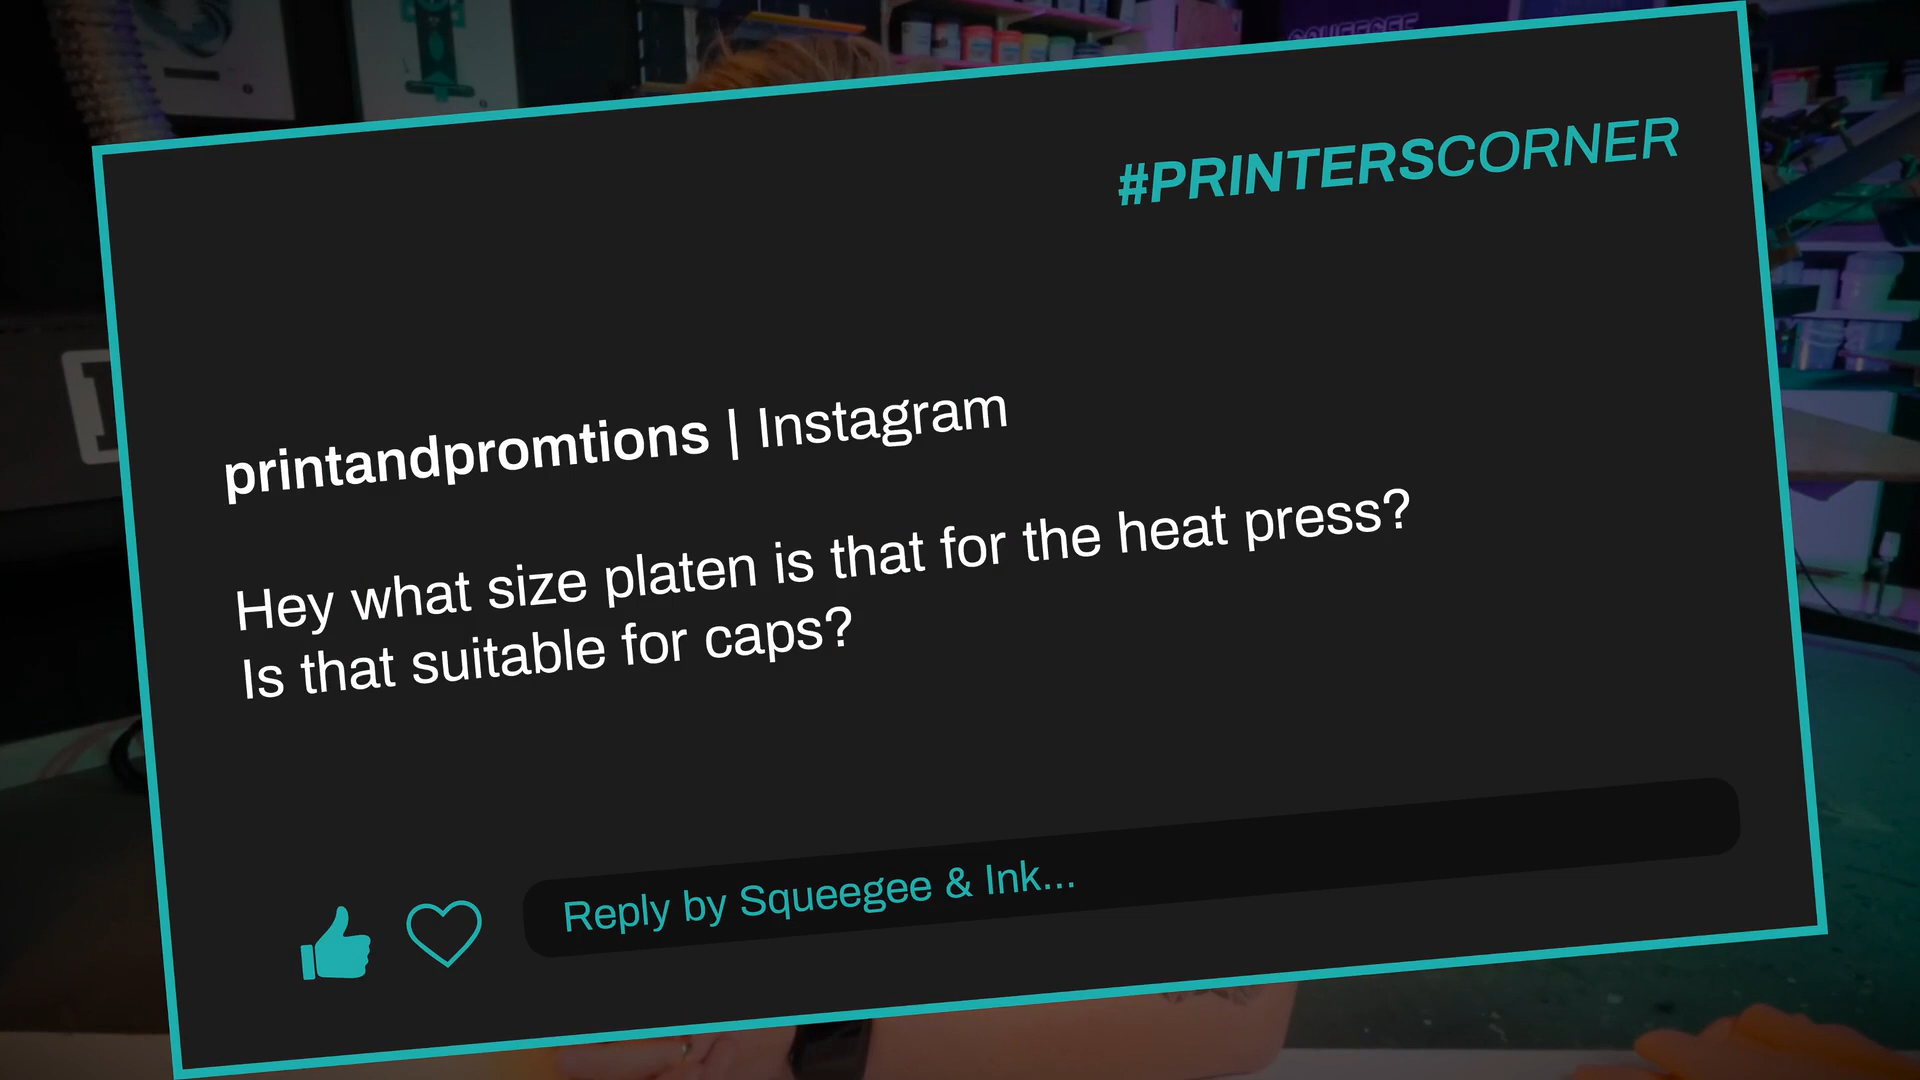 #PRINTERSCORNER
printandpromtions | Instagram
Hey what size platen is that for the heat press?
Is that suitable for caps?
Reply by Squeegee & Ink...
SQUEEGEE